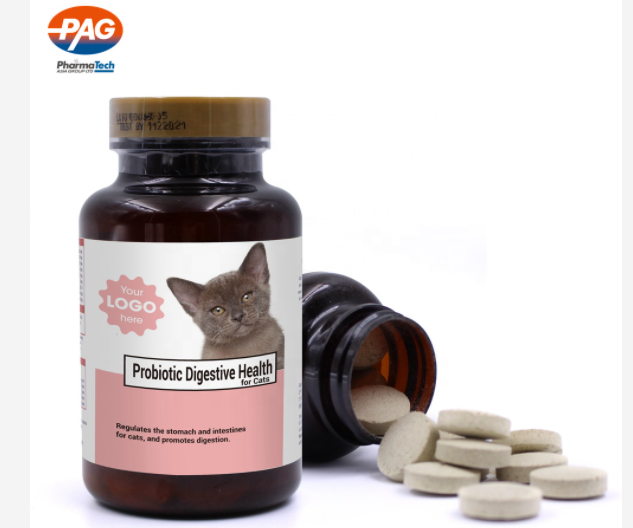 PAG
PharmaTech
ASIA GROUP LTD
Your
LOGO
here
Probiotic Digestive Health
for Cats
Regulates the stomach and intestines
for cats, and promotes digestion.